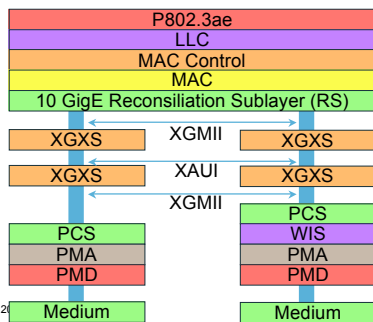 P802.3ae
LLC
MAC Control
MAC
10 GigE Reconsiliation Sublayer (RS)
XGMII
XGXS XGXS
XAUI
XGXS XGXS
XGMII
PCS
PCS WIS
PMA PMA
PMD PMD
20
Medium Medium